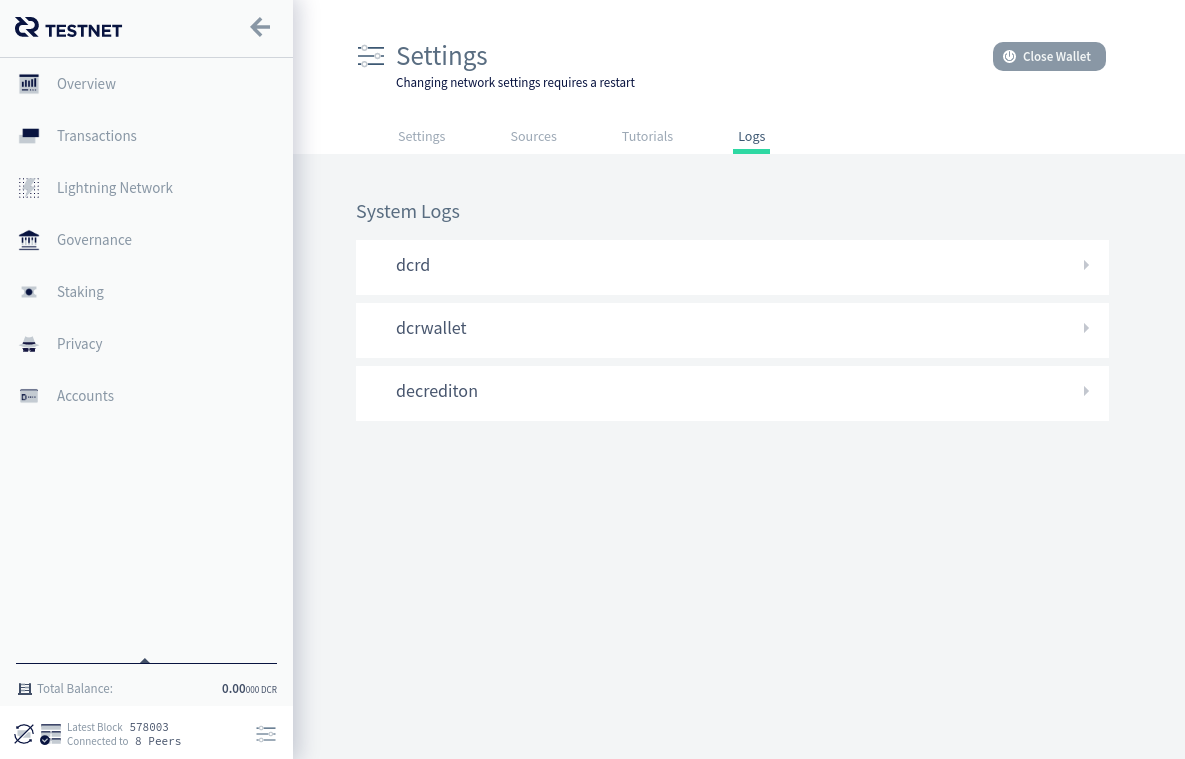 TESTNET
Overview
Transactions
Lightning Network
Governance
Staking
Privacy
Accounts
Total Balance: 0.00000 DCR
Latest Block 578003
Connected to 8 Peers
Settings
Changing network settings requires a restart
Close Wallet
Settings Sources Tutorials Logs
System Logs
dcrd
dcrwallet
decrediton